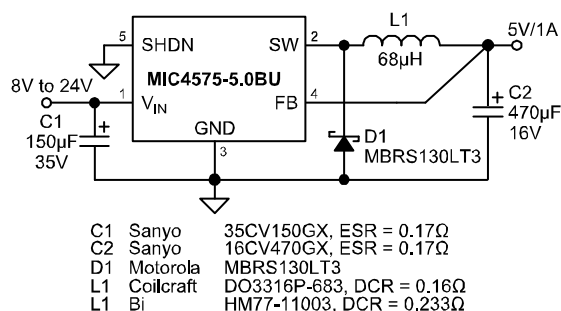 L1
5V/1A
5 SHDN SW 2
68µH
MIC4575-5.0BU
8V to 24V
1 VIN FB 4
C2
470µF
16V
C1
150µF
35V
GND
3
D1
MBRS130LT3
C1 Sanyo 35CV150GX, ESR = 0.17Ω
C2 Sanyo 16CV470GX, ESR = 0.17Ω
D1 Motorola MBRS130LT3
L1 Coilcraft DO3316P-683, DCR = 0.16Ω
L1 Bi HM77-11003, DCR = 0.233Ω